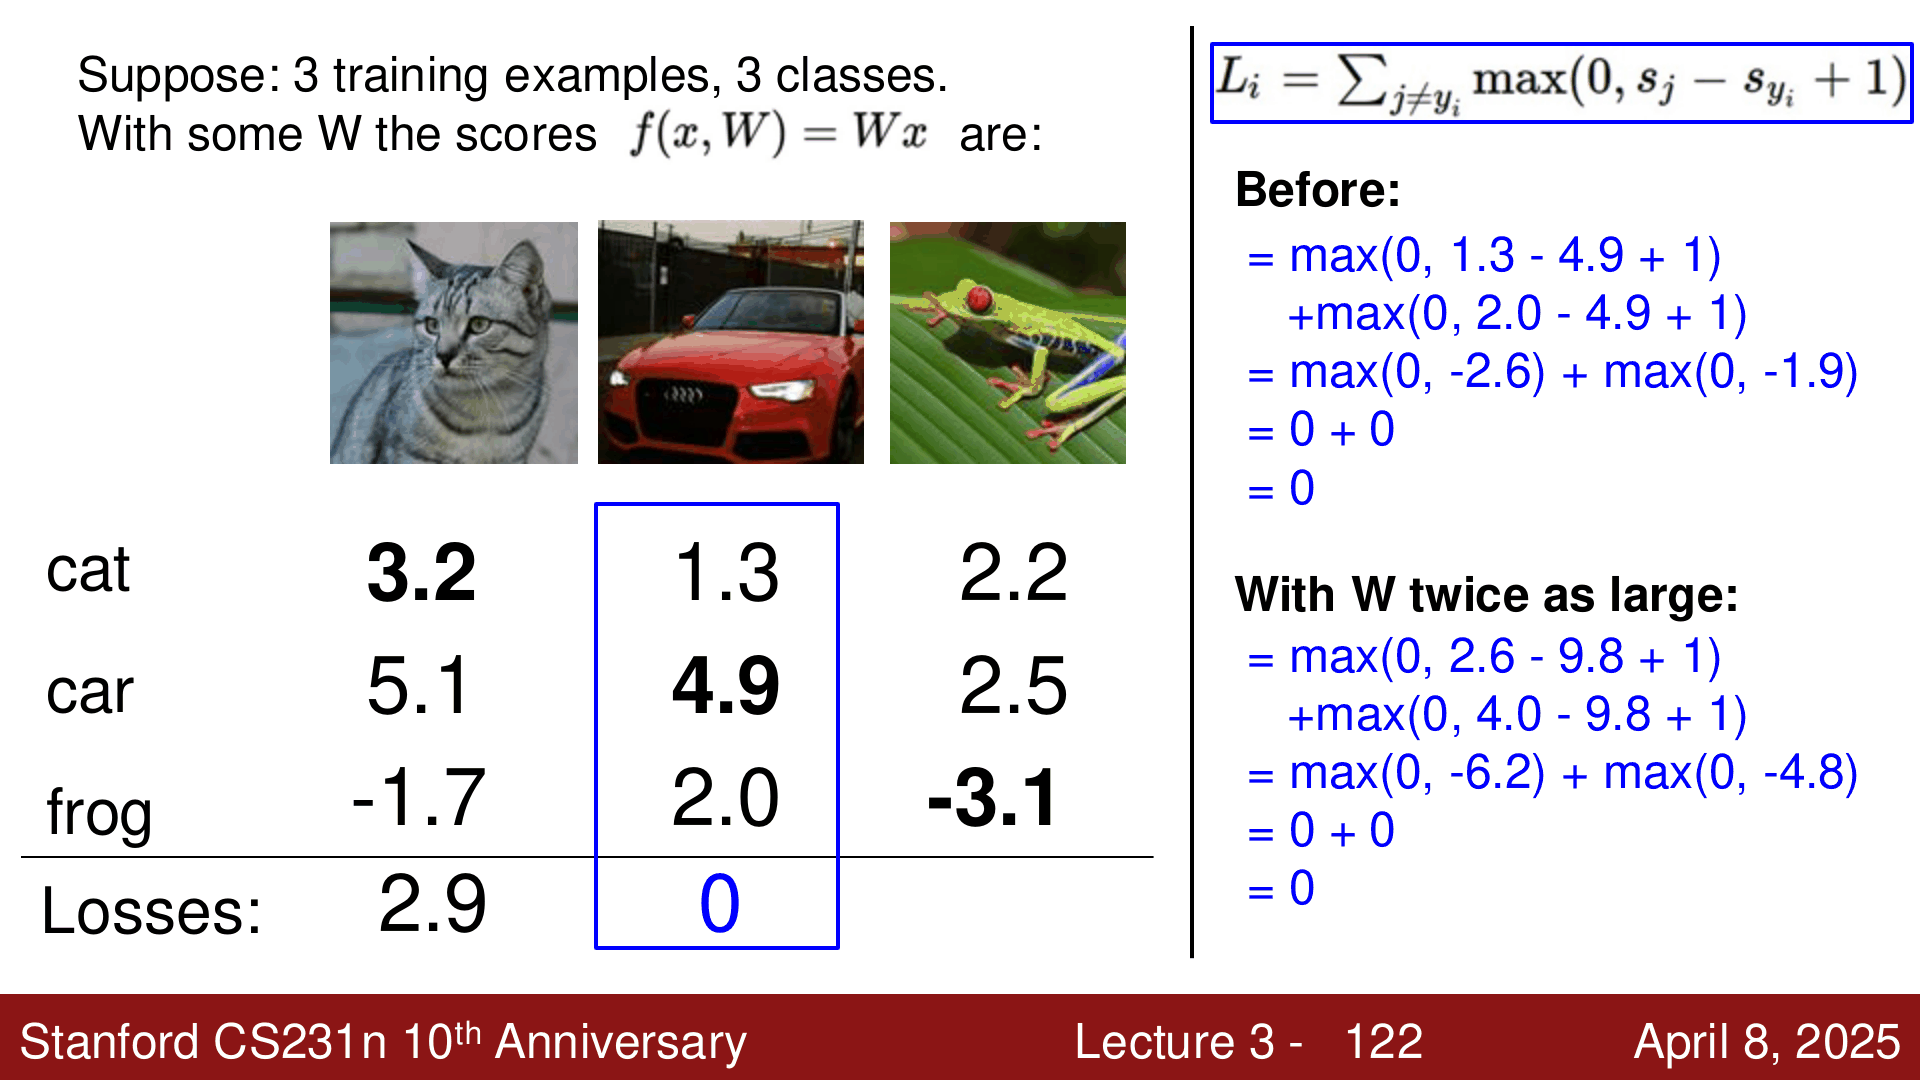 Suppose: 3 training examples, 3 classes.
With some W the scores f(x, W) = Wx are:
cat 3.2 1.3 2.2
car 5.1 4.9 2.5
frog -1.7 2.0 -3.1
Losses: 2.9 0
L_i = ∑_{j≠y_i} max(0, s_j − s_{y_i} + 1)
Before:
= max(0, 1.3 - 4.9 + 1)
+max(0, 2.0 - 4.9 + 1)
= max(0, -2.6) + max(0, -1.9)
= 0 + 0
= 0
With W twice as large:
= max(0, 2.6 - 9.8 + 1)
+max(0, 4.0 - 9.8 + 1)
= max(0, -6.2) + max(0, -4.8)
= 0 + 0
= 0
Stanford CS231n 10th Anniversary Lecture 3 - 122 April 8, 2025